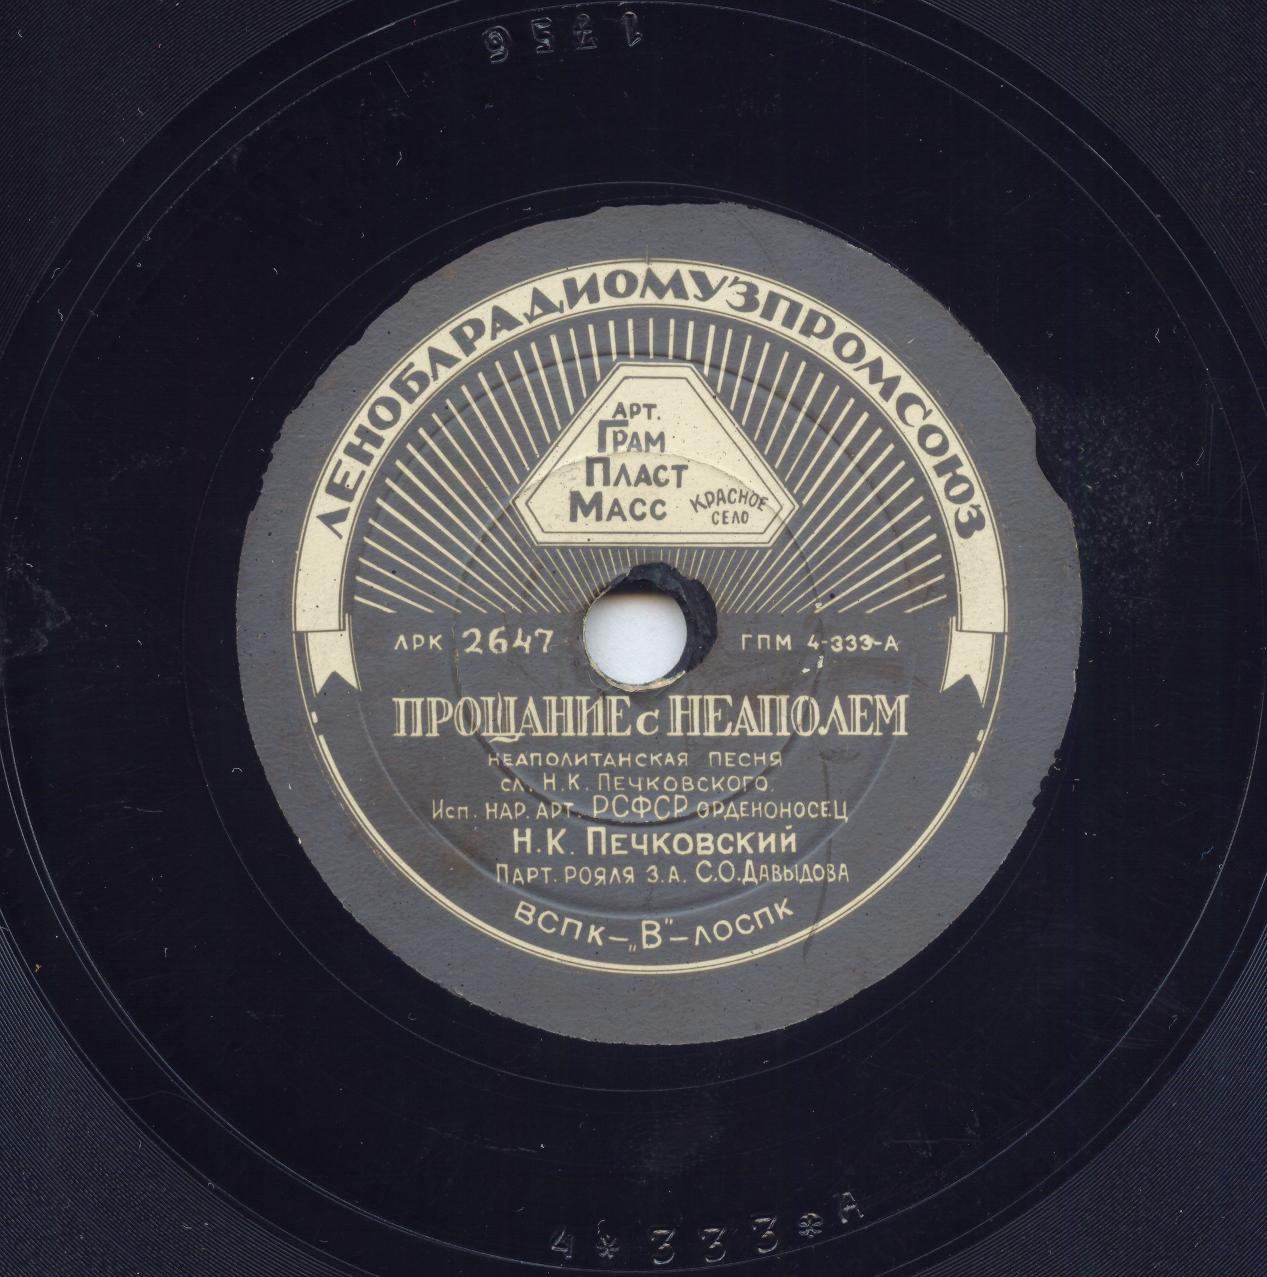 1756
ЛЕНОБЛРАДИОМУЗПРОМСОЮЗ
АРТ.
ГРАМ
ПЛАСТ
МАСС
КРАСНОЕ
СЕЛО
ЛРК 2647
ГПМ 4-333-А
ПРОЩАНИЕ с НЕАПОЛЕМ
НЕАПОЛИТАНСКАЯ ПЕСНЯ
СЛ. Н.К. ПЕЧКОВСКОГО.
Исп. НАР. АРТ. РСФСР ОРДЕНОНОСЕЦ
Н.К. ПЕЧКОВСКИЙ
ПАРТ. РОЯЛЯ З.А. С.О. ДАВЫДОВА
ВСПК-„В"-ЛОСПК
4*333*А